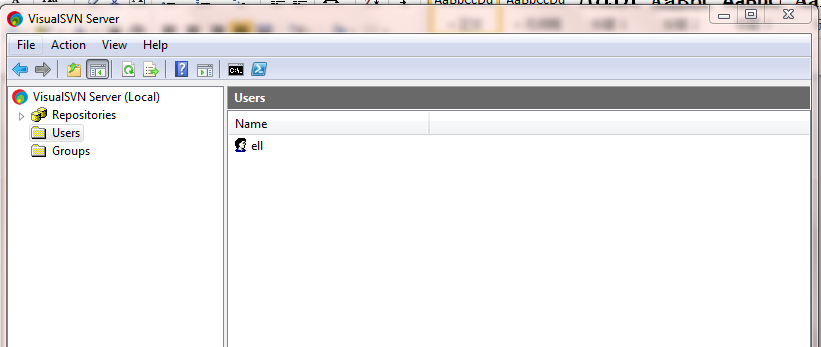 VisualSVN Server
File Action View Help
VisualSVN Server (Local)
Repositories
Users
Groups
Users
Name
ell